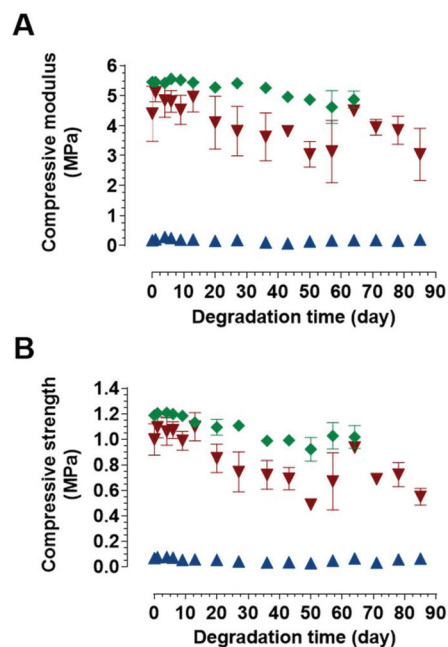 A
Compressive modulus
(MPa)
6
5
4
3
2
1
0
0 10 20 30 40 50 60 70 80 90
Degradation time (day)
B
Compressive strength
(MPa)
1.4
1.2
1.0
0.8
0.6
0.4
0.2
0.0
0 10 20 30 40 50 60 70 80 90
Degradation time (day)